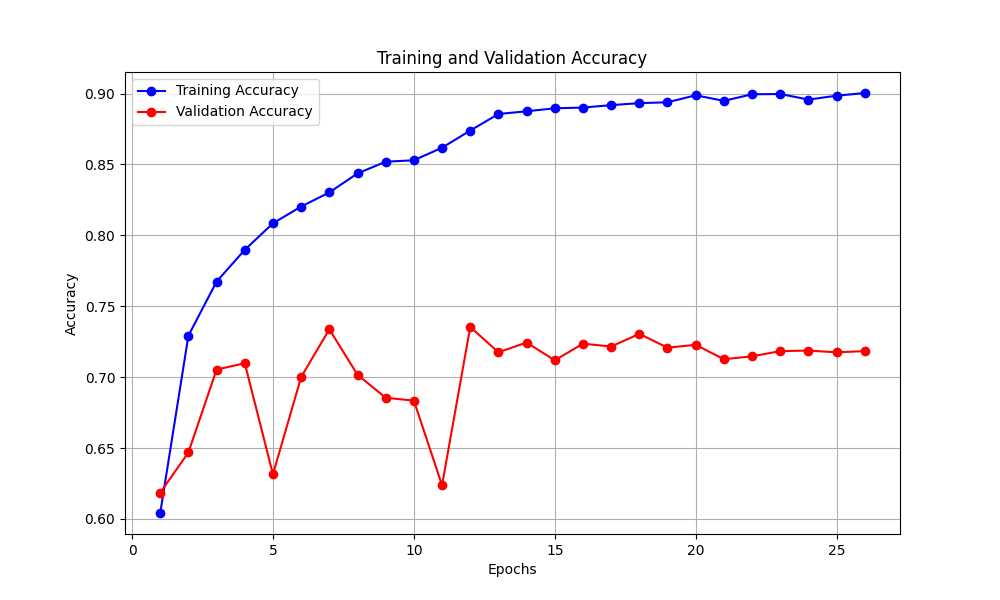 Training and Validation Accuracy
Training Accuracy
Validation Accuracy
0.90
0.85
0.80
0.75
0.70
0.65
0.60
Accuracy
0 5 10 15 20 25
Epochs